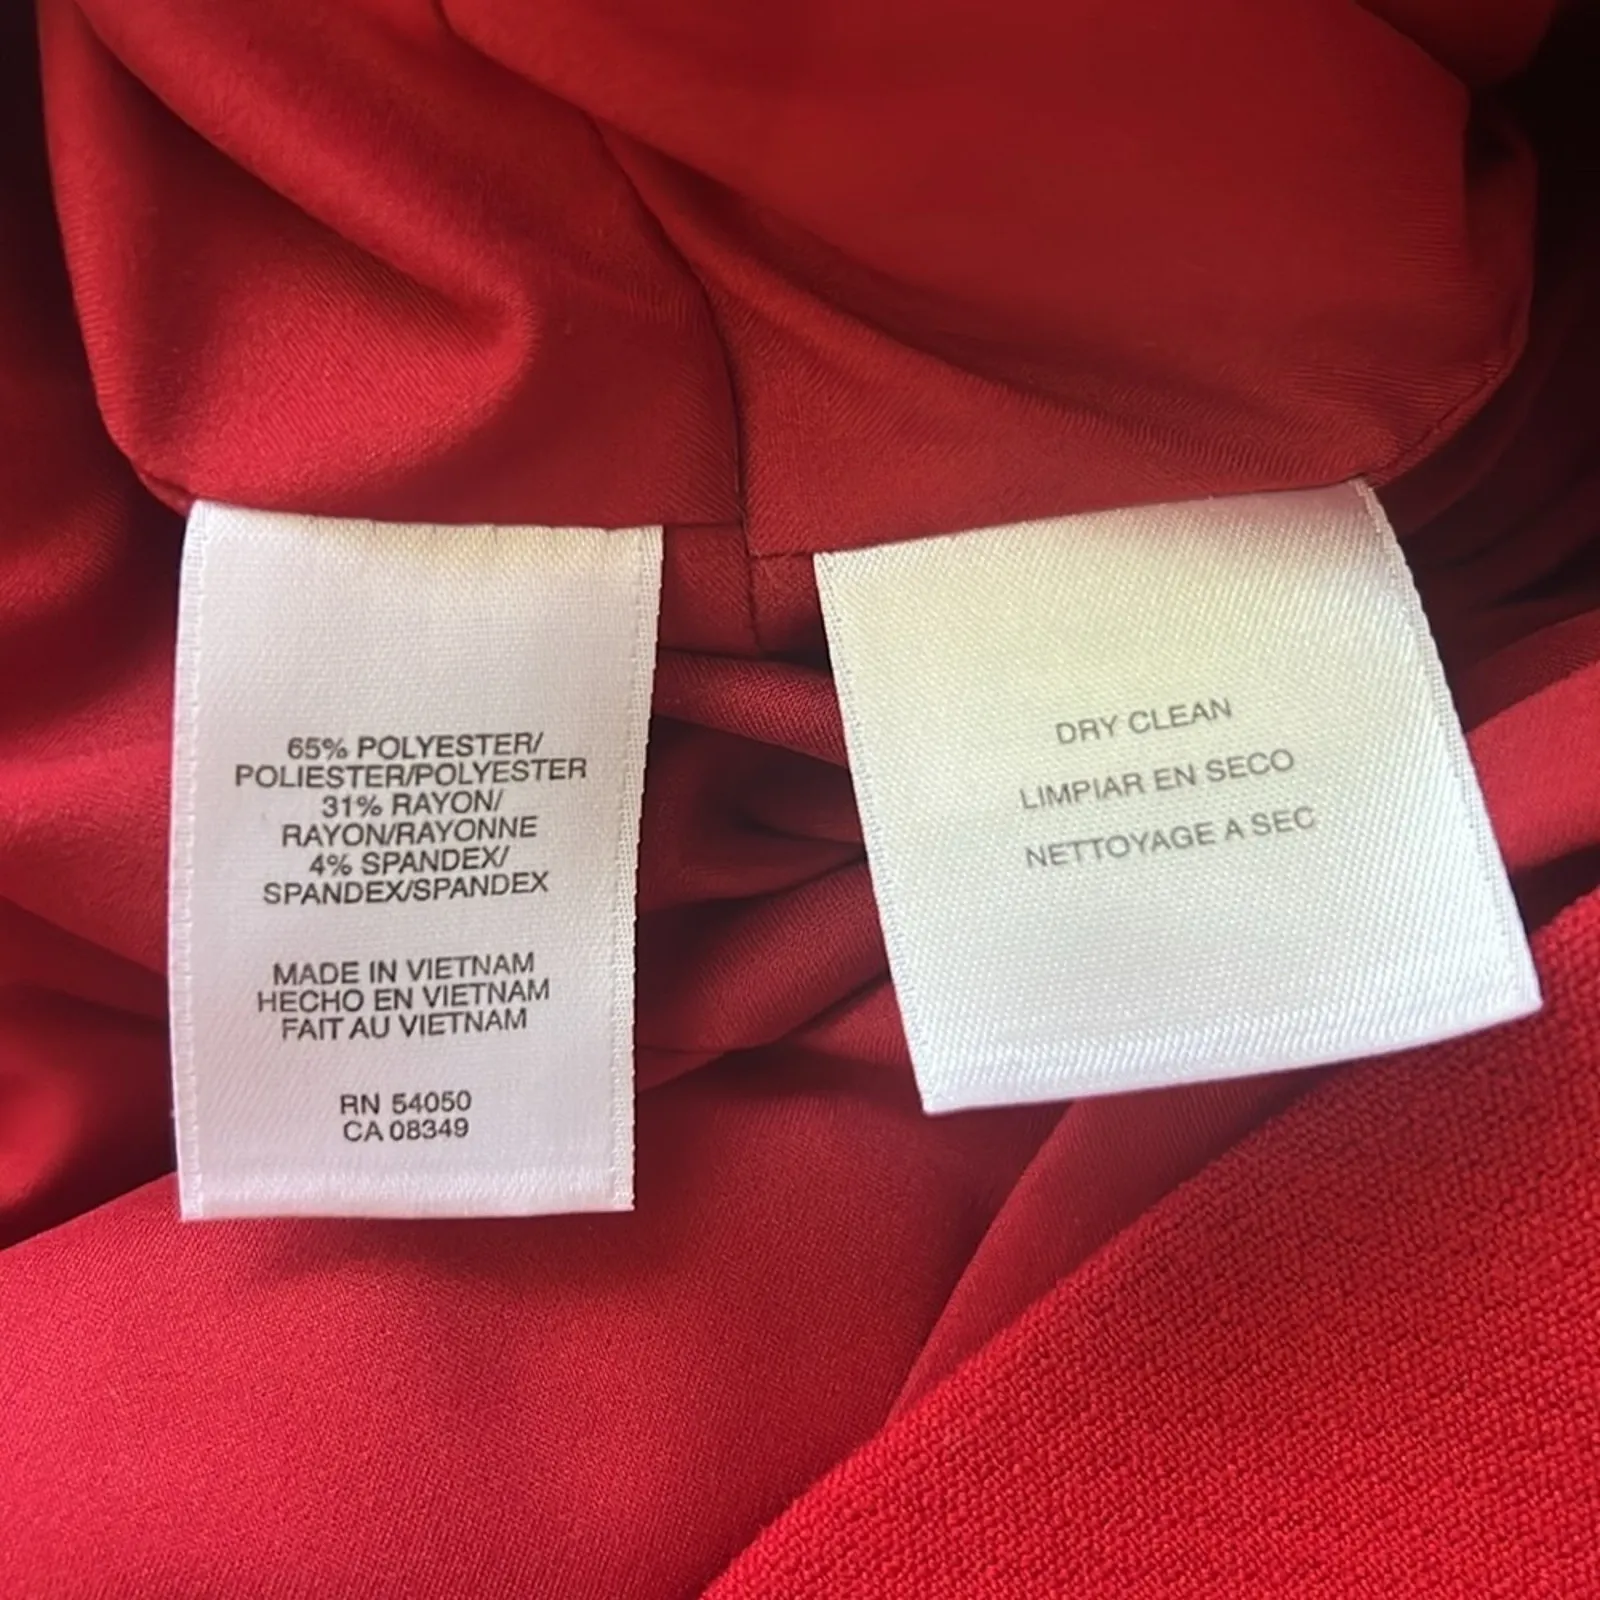 65% POLYESTER/
POLIESTER/POLYESTER
31% RAYON/
RAYON/RAYONNE
4% SPANDEX/
SPANDEX/SPANDEX
MADE IN VIETNAM
HECHO EN VIETNAM
FAIT AU VIETNAM
RN 54050
CA 08349
DRY CLEAN
LIMPIAR EN SECO
NETTOYAGE A SEC